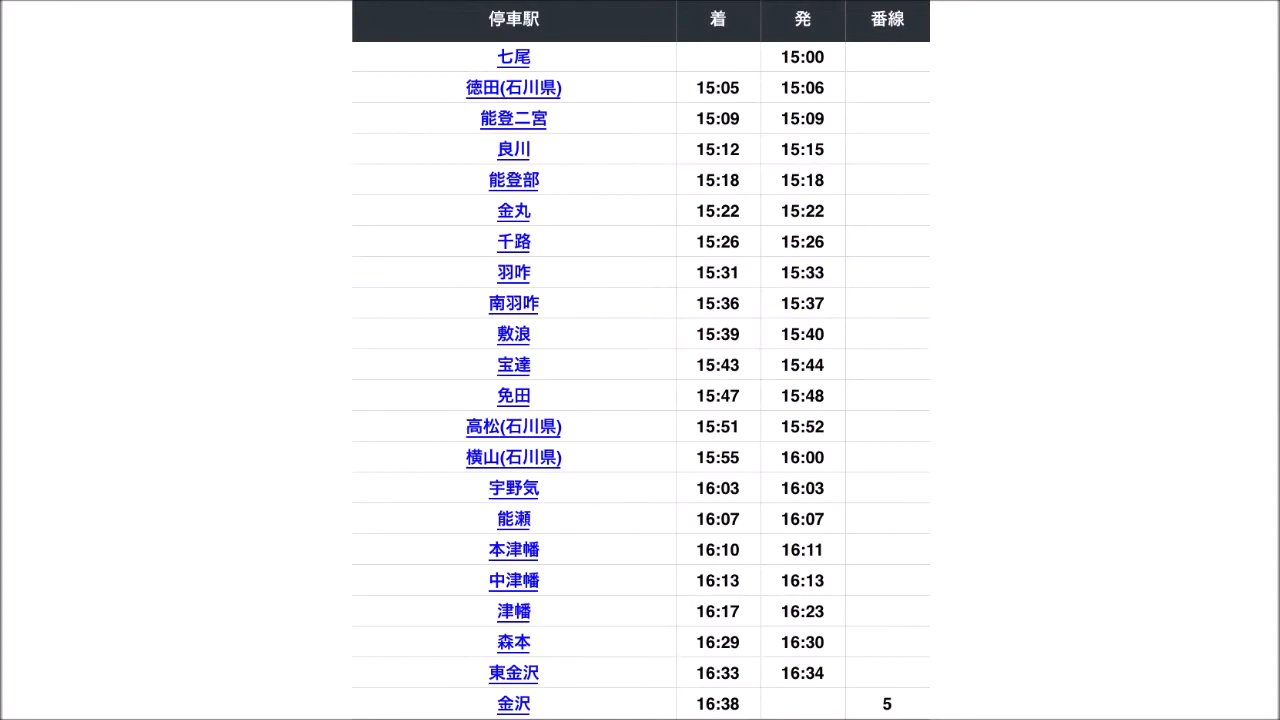 停車駅 着 発 番線
七尾 15:00
徳田(石川県) 15:05 15:06
能登二宮 15:09 15:09
良川 15:12 15:15
能登部 15:18 15:18
金丸 15:22 15:22
千路 15:26 15:26
羽咋 15:31 15:33
南羽咋 15:36 15:37
敷浪 15:39 15:40
宝達 15:43 15:44
免田 15:47 15:48
高松(石川県) 15:51 15:52
横山(石川県) 15:55 16:00
宇野気 16:03 16:03
能瀬 16:07 16:07
本津幡 16:10 16:11
中津幡 16:13 16:13
津幡 16:17 16:23
森本 16:29 16:30
東金沢 16:33 16:34
金沢 16:38 5